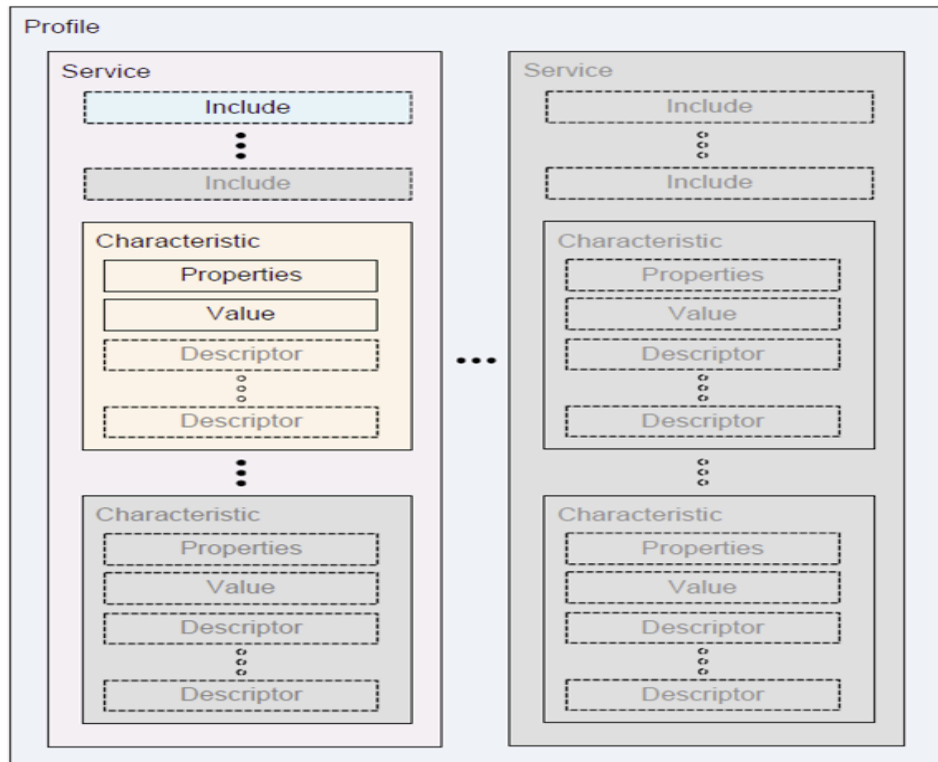 Profile
Service
Include
Include
Characteristic
Properties
Value
Descriptor
Descriptor
Characteristic
Properties
Value
Descriptor
Descriptor
Service
Include
Include
Characteristic
Properties
Value
Descriptor
Descriptor
Characteristic
Properties
Value
Descriptor
Descriptor